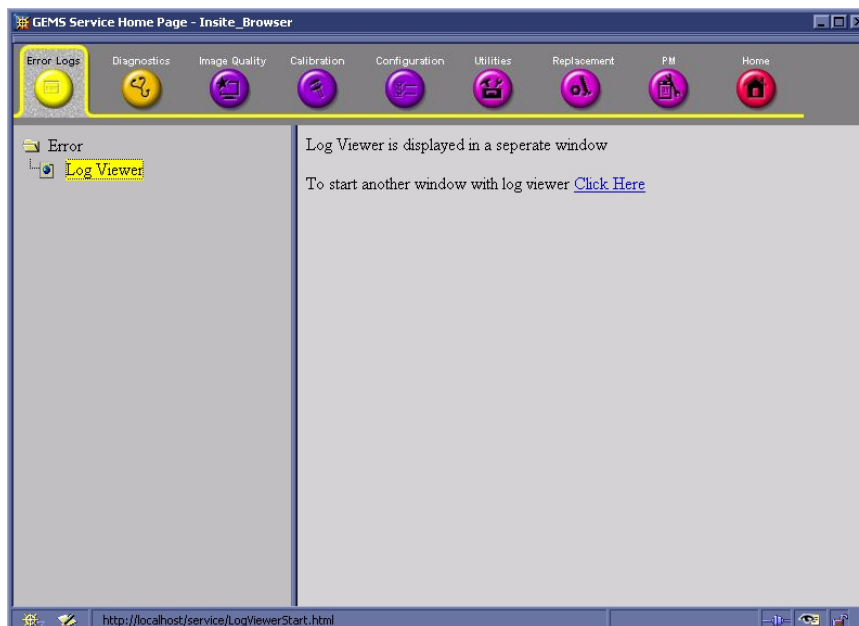 GEMS Service Home Page - Insite_Browser
Error Logs Diagnostics Image Quality Calibration Configuration Utilities Replacement PM Home
Error
Log Viewer
Log Viewer is displayed in a seperate window
To start another window with log viewer Click Here
http://localhost/service/LogViewerStart.html